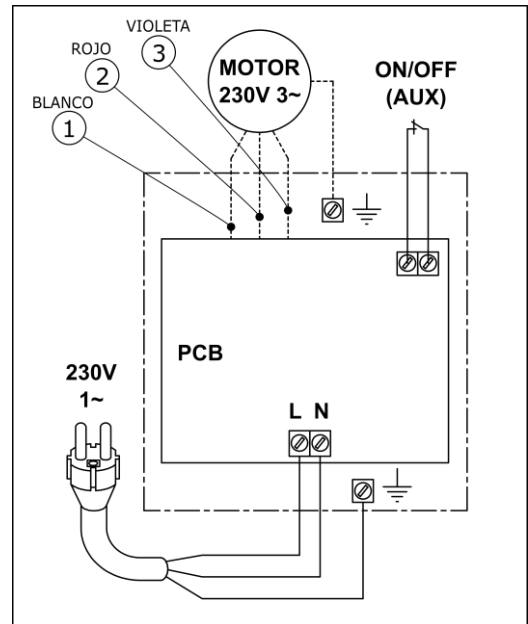 VIOLETA
3
ROJO
2
BLANCO
1
MOTOR
230V 3~
ON/OFF
(AUX)
PCB
230V
1~
L N